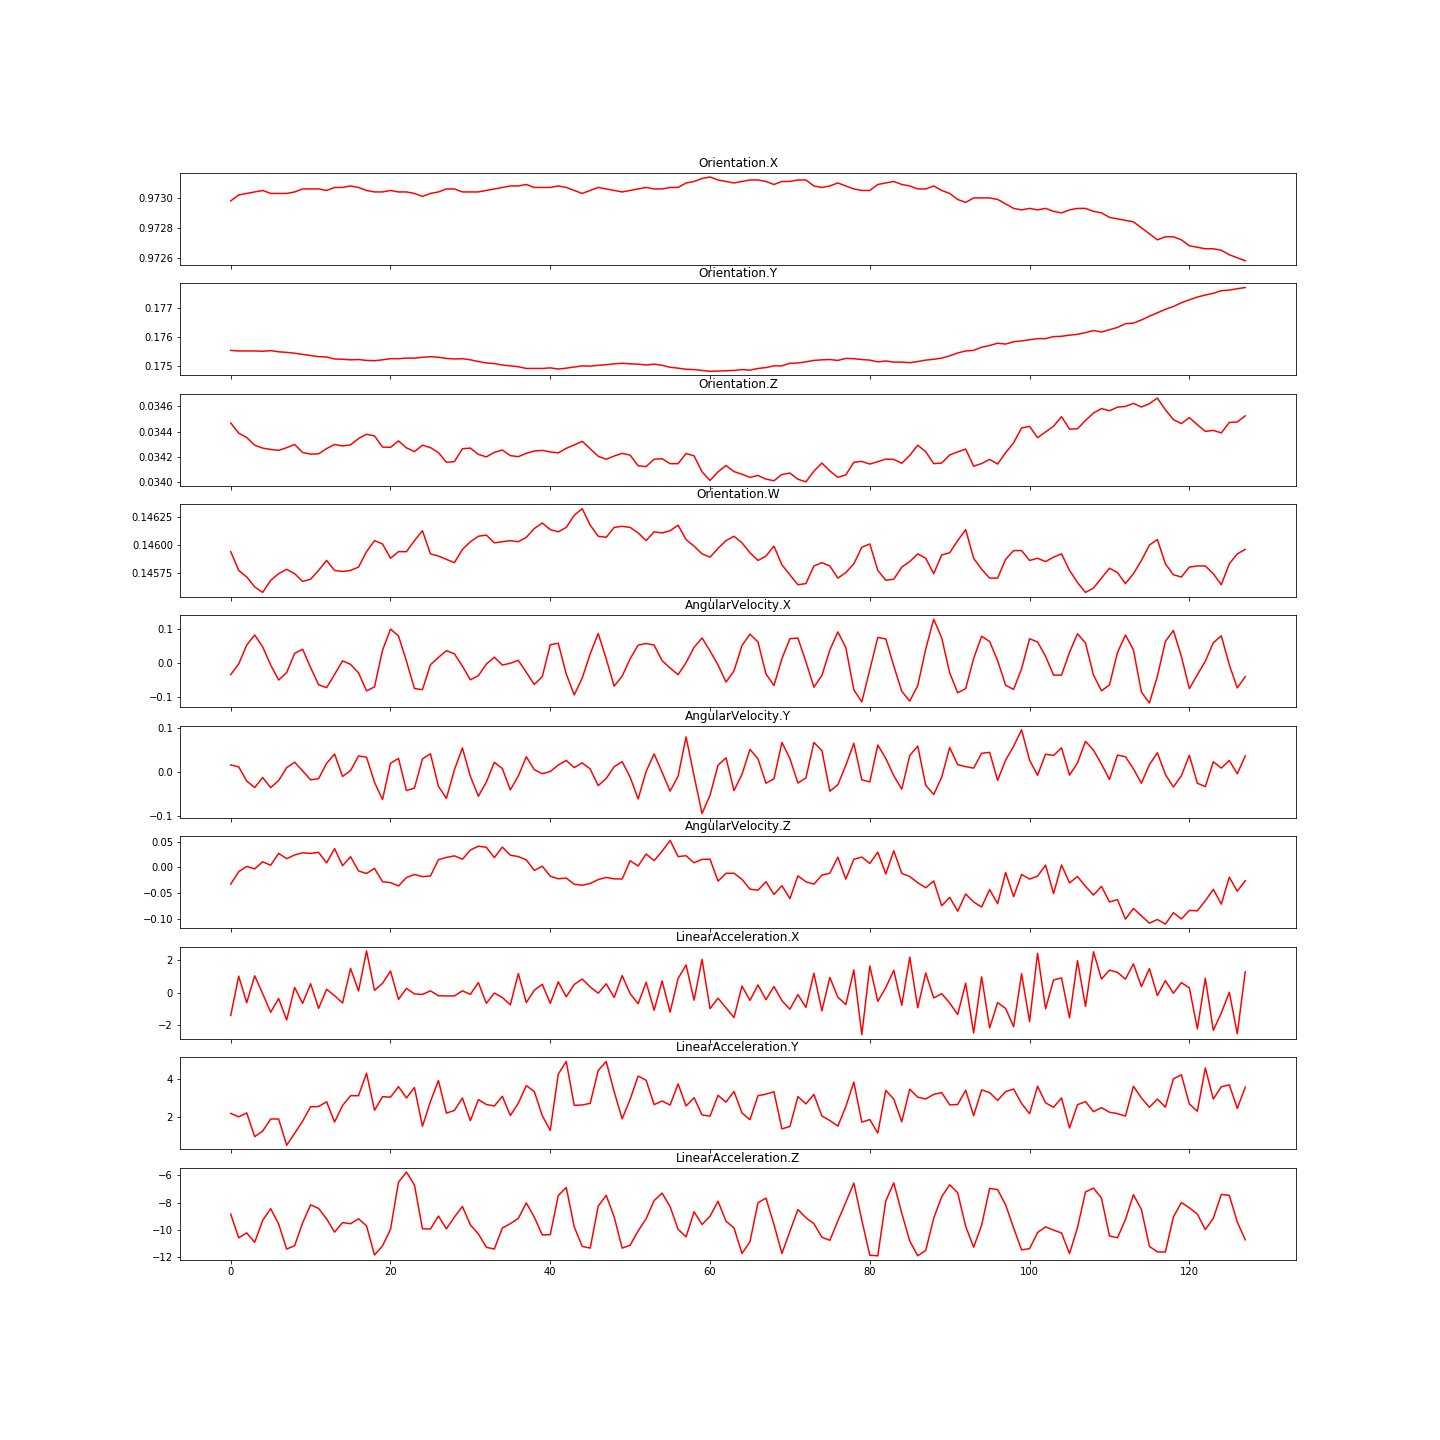 Orientation.X
0.9730
0.9728
0.9726
Orientation.Y
0.177
0.176
0.175
Orientation.Z
0.0346
0.0344
0.0342
0.0340
Orientation.W
0.14625
0.14600
0.14575
AngularVelocity.X
0.1
0.0
−0.1
AngularVelocity.Y
0.1
0.0
−0.1
AngularVelocity.Z
0.05
0.00
−0.05
−0.10
LinearAcceleration.X
2
0
−2
LinearAcceleration.Y
4
2
LinearAcceleration.Z
−6
−8
−10
−12
0 20 40 60 80 100 120